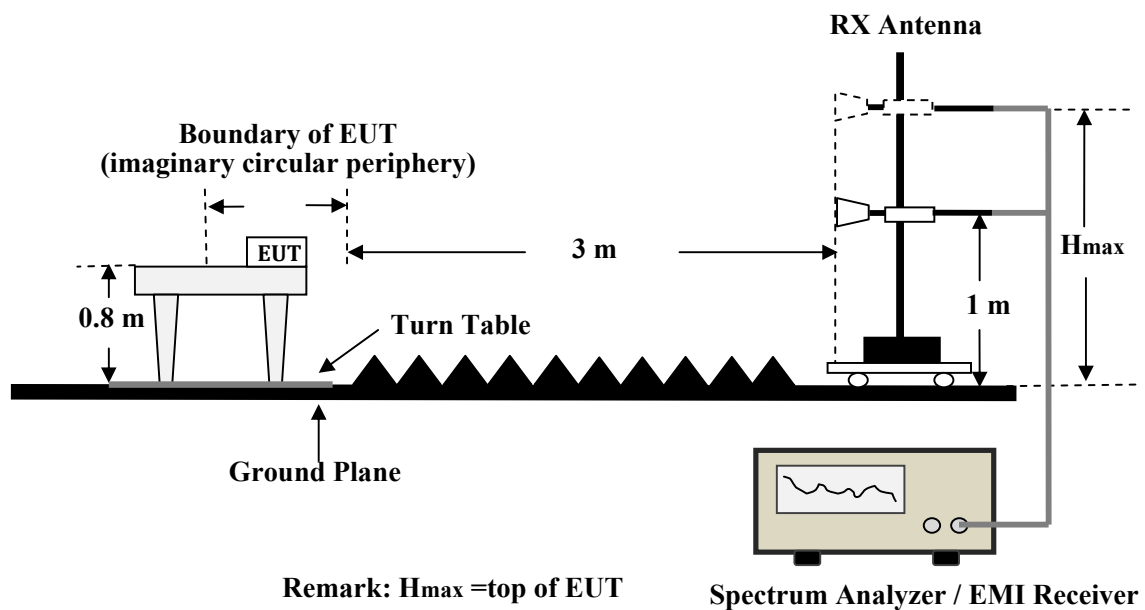 RX Antenna
Boundary of EUT
(imaginary circular periphery)
EUT
3 m
Hmax
0.8 m
1 m
Turn Table
Ground Plane
Remark: Hmax =top of EUT
Spectrum Analyzer / EMI Receiver